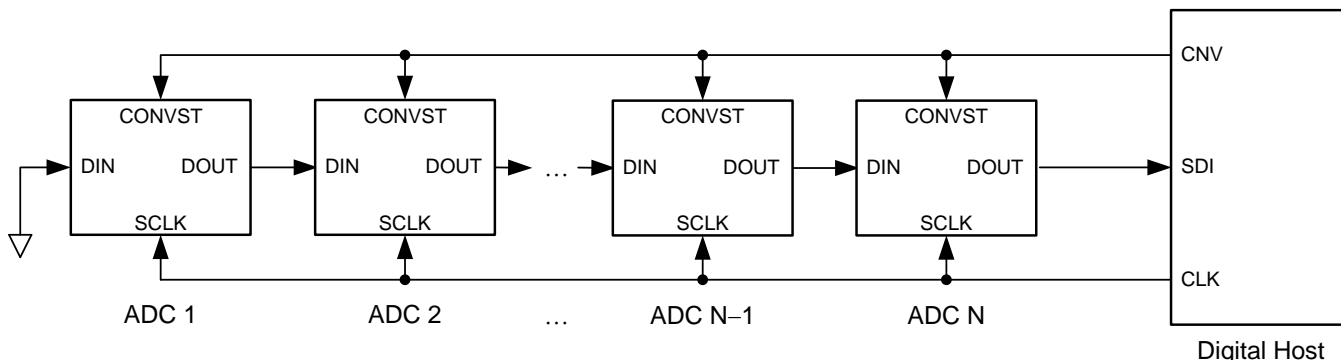 CNV
CONVST CONVST CONVST CONVST
DIN DOUT DIN DOUT … DIN DOUT DIN DOUT SDI
SCLK SCLK SCLK SCLK
CLK
ADC 1 ADC 2 … ADC N–1 ADC N
Digital Host